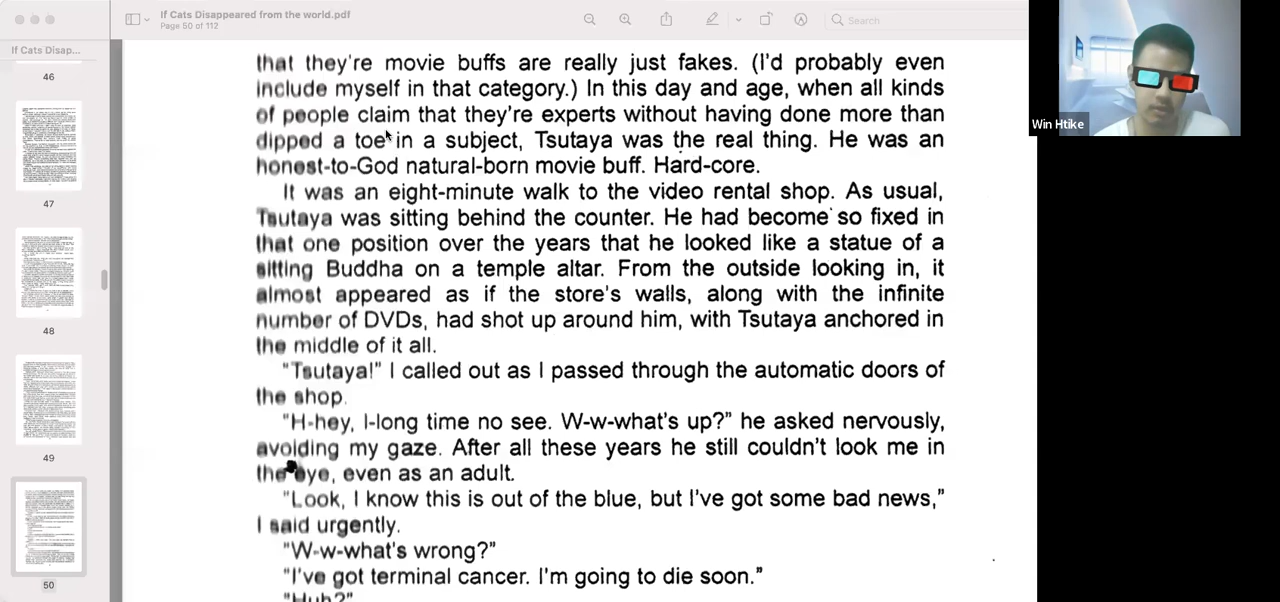 If Cats Disappeared from the world.pdf
Page 50 of 112
Search
If Cats Disap...
46
47
48
49
50
that they're movie buffs are really just fakes. (I'd probably even
include myself in that category.) In this day and age, when all kinds
of people claim that they're experts without having done more than
dipped a toe in a subject, Tsutaya was the real thing. He was an
honest-to-God natural-born movie buff. Hard-core.
It was an eight-minute walk to the video rental shop. As usual,
Tsutaya was sitting behind the counter. He had become so fixed in
that one position over the years that he looked like a statue of a
sitting Buddha on a temple altar. From the outside looking in, it
almost appeared as if the store's walls, along with the infinite
number of DVDs, had shot up around him, with Tsutaya anchored in
the middle of it all.
"Tsutaya!" I called out as I passed through the automatic doors of
the shop.
"H-hey, l-long time no see. W-w-what's up?" he asked nervously,
avoiding my gaze. After all these years he still couldn't look me in
the eye, even as an adult.
"Look, I know this is out of the blue, but I've got some bad news,"
I said urgently.
"W-w-what's wrong?"
"I've got terminal cancer. I'm going to die soon."
"Huh?"
Win Htike